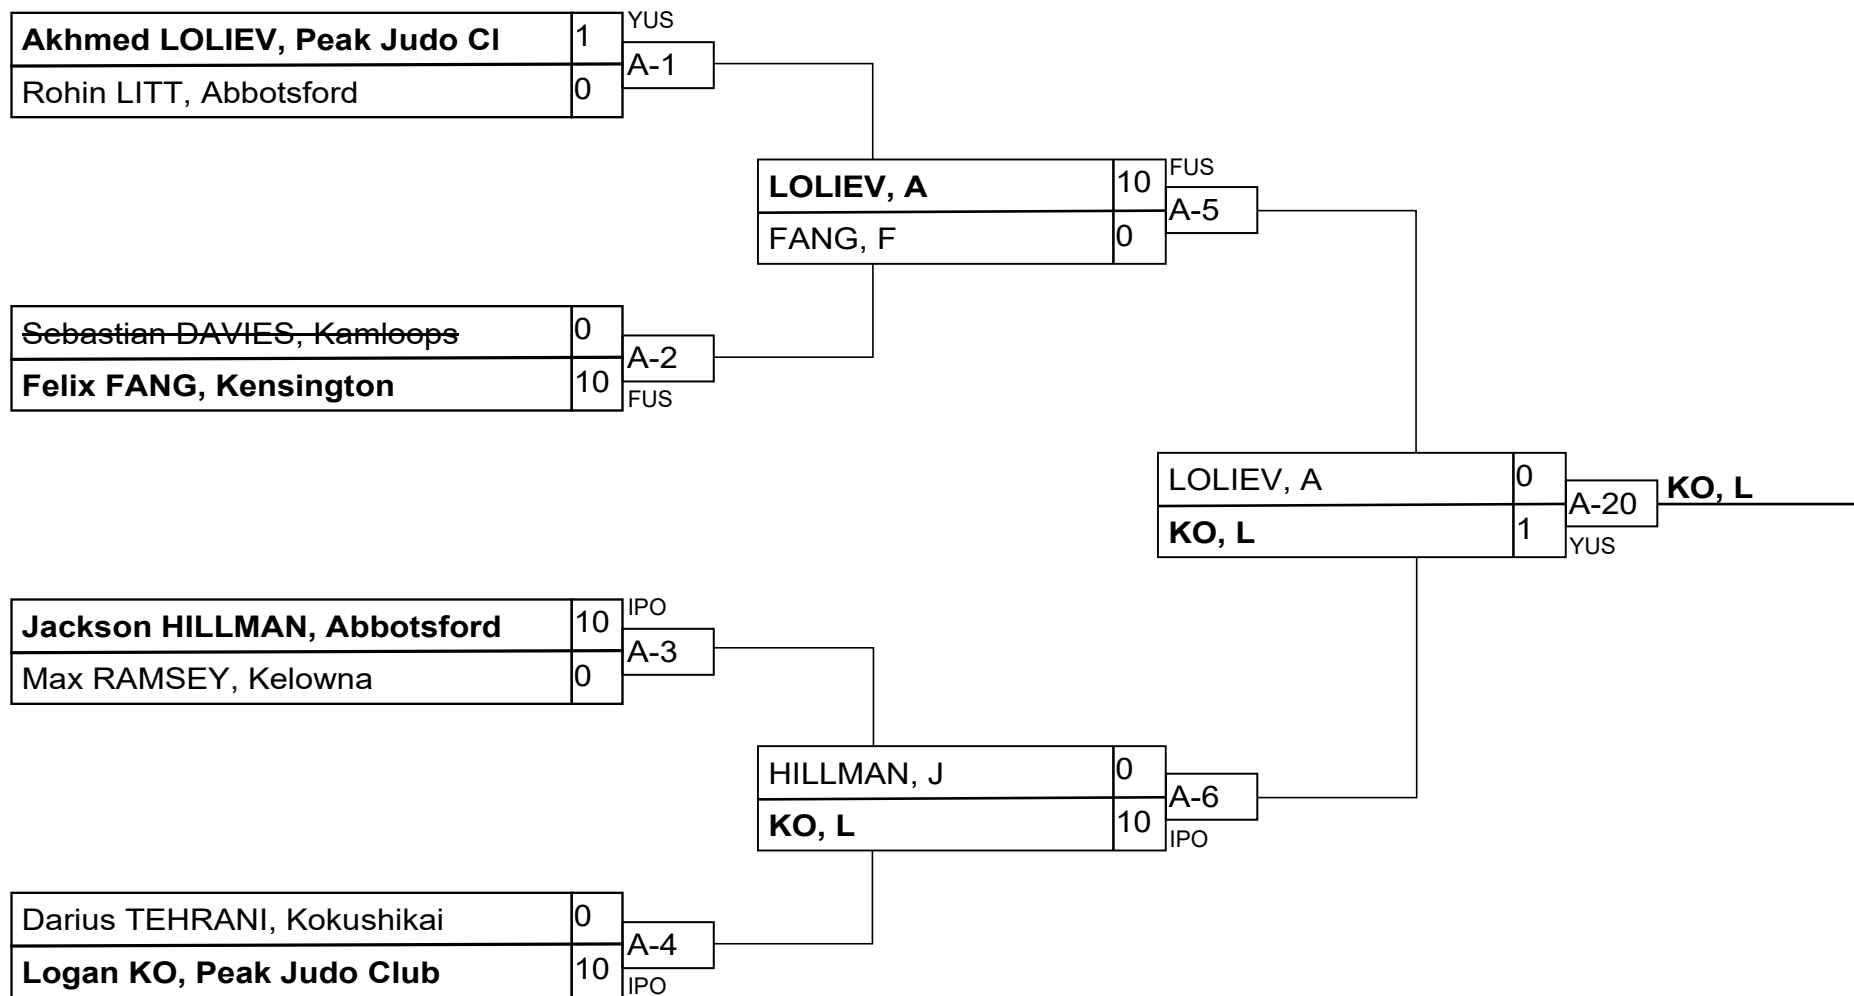 YUS
Akhmed LOLIEV, Peak Judo Cl 1
A-1
Rohin LITT, Abbotsford 0
FUS
LOLIEV, A 10
A-5
FANG, F 0
Sebastian DAVIES, Kamloops 0
A-2
Felix FANG, Kensington 10
FUS
LOLIEV, A 0
A-20 KO, L
KO, L 1
YUS
IPO
Jackson HILLMAN, Abbotsford 10
A-3
Max RAMSEY, Kelowna 0
HILLMAN, J 0
A-6
KO, L 10
IPO
Darius TEHRANI, Kokushikai 0
A-4
Logan KO, Peak Judo Club 10
IPO